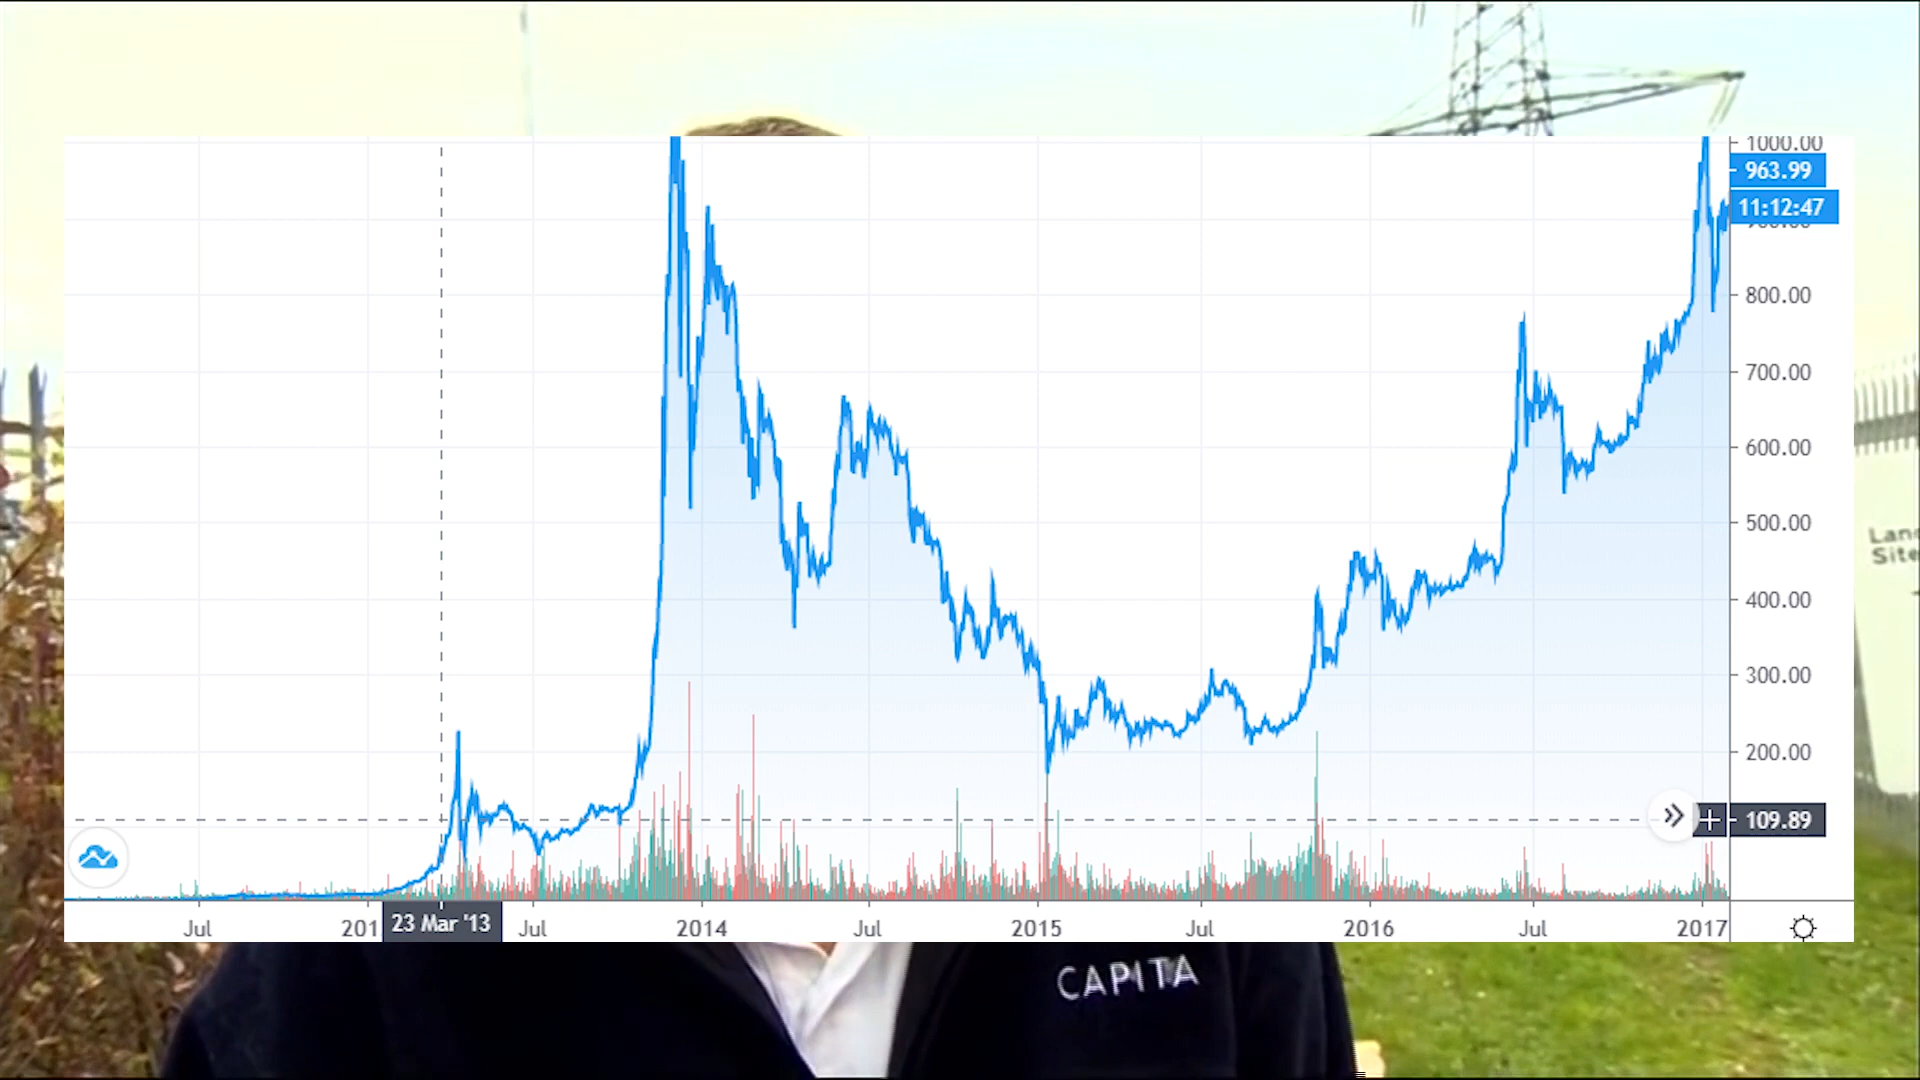 1000.00
963.99
11:12:47
800.00
700.00
600.00
500.00
400.00
300.00
200.00
109.89
Jul
201
23 Mar '13
Jul
2014
Jul
2015
Jul
2016
Jul
2017
Site
CAPITA